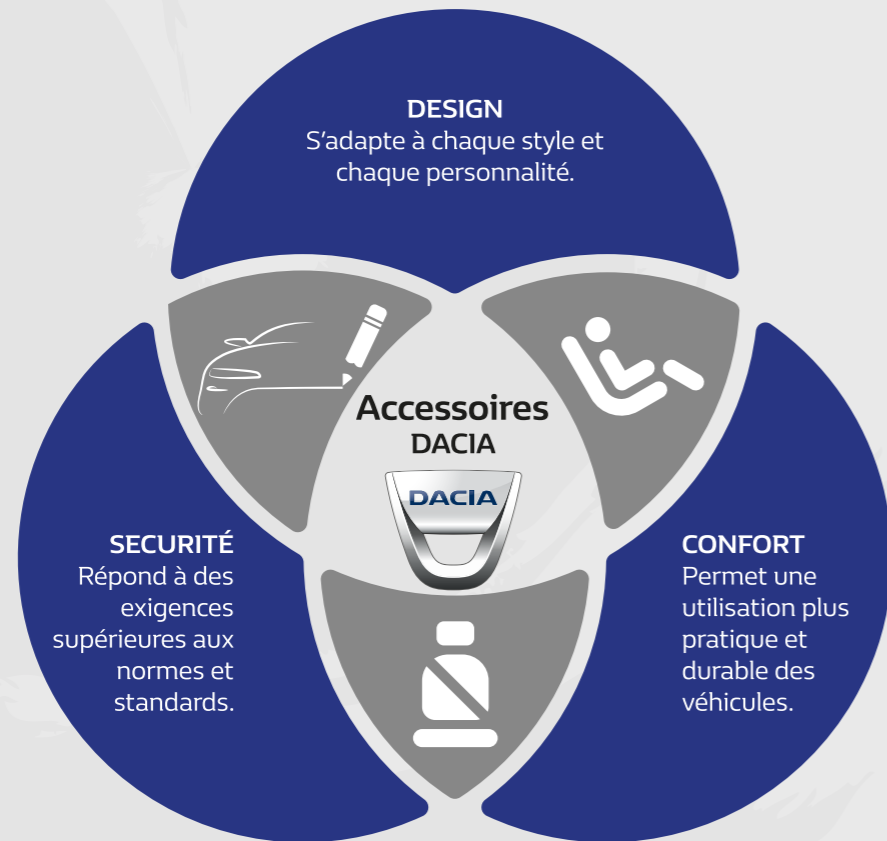 DESIGN
S'adapte à chaque style et
chaque personnalité.
Accessoires
DACIA
DACIA
SECURITÉ
Répond à des
exigences
supérieures aux
normes et
standards.
CONFORT
Permet une
utilisation plus
pratique et
durable des
véhicules.